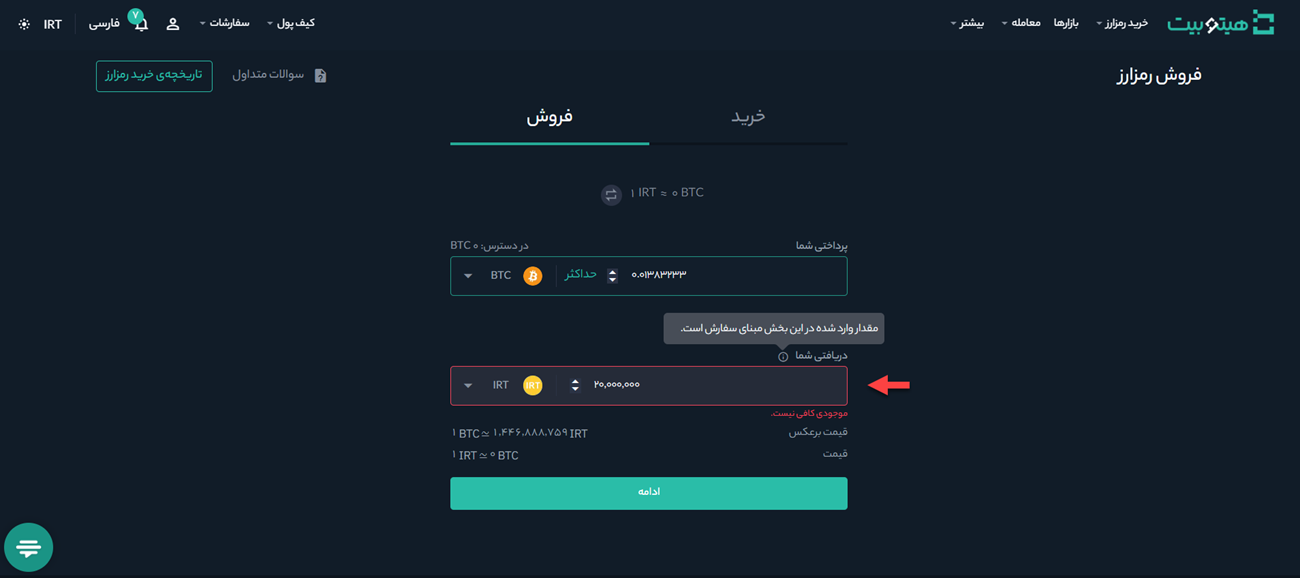 هیتوبیت
خرید رمزارز
بازارها
معامله
بیشتر
کیف پول
سفارشات
۷
فارسی
IRT
فروش رمزارز
سوالات متداول
تاریخچه‌ی خرید رمزارز
خرید
فروش
۱ IRT ≈ ۰ BTC
پرداختی شما
در دسترس: ۰ BTC
۰.۰۱۳۸۳۲۳۳
حداکثر
BTC
مقدار وارد شده در این بخش مبنای سفارش است.
دریافتی شما
۲۰,۰۰۰,۰۰۰
IRT
IRT
موجودی کافی نیست.
قیمت برعکس
۱ BTC ≃ ۱,۴۴۶,۸۸۸,۷۵۹ IRT
قیمت
۱ IRT ≃ ۰ BTC
ادامه